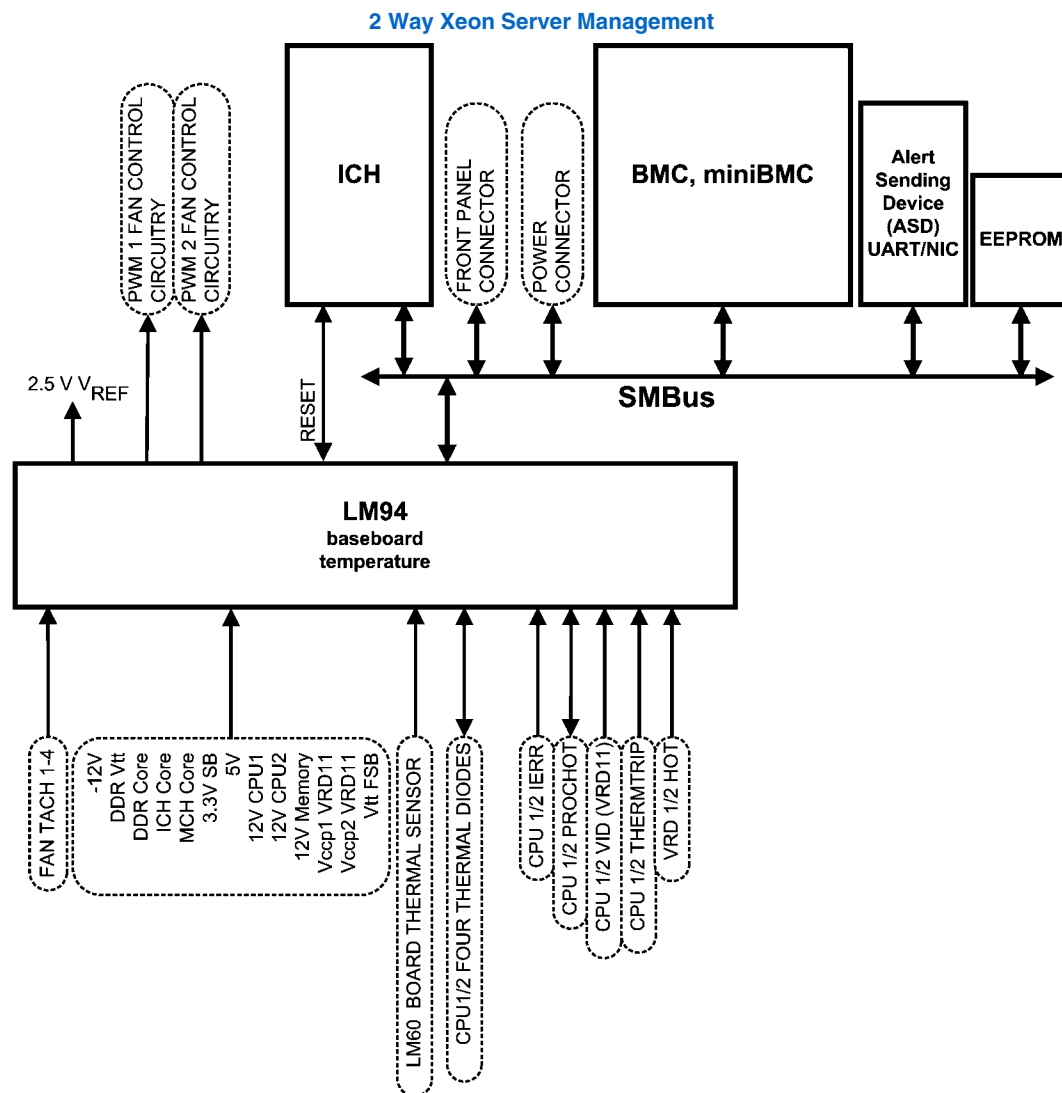 2 Way Xeon Server Management
PWM 1 FAN CONTROL
CIRCUITRY
PWM 2 FAN CONTROL
CIRCUITRY
ICH
FRONT PANEL
CONNECTOR
POWER
CONNECTOR
BMC, miniBMC
Alert
Sending
Device
(ASD)
UART/NIC
EEPROM
2.5 V VREF
RESET
SMBus
LM94
baseboard
temperature
FAN TACH 1-4
-12V
DDR Vtt
DDR Core
ICH Core
MCH Core
3.3V SB
5V
12V CPU1
12V CPU2
12V Memory
Vccp1 VRD11
Vccp2 VRD11
Vtt FSB
LM60 BOARD THERMAL SENSOR
CPU1/2 FOUR THERMAL DIODES
CPU 1/2 IERR
CPU 1/2 PROCHOT
CPU 1/2 VID (VRD11)
CPU 1/2 THERMTRIP
VRD 1/2 HOT